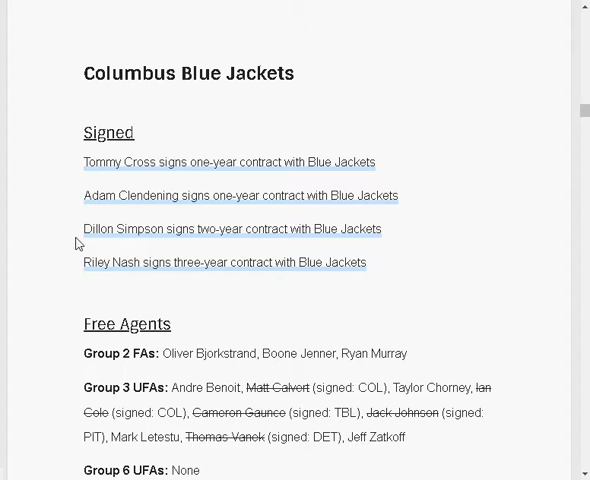 Columbus Blue Jackets
Signed
Tommy Cross signs one-year contract with Blue Jackets
Adam Clendening signs one-year contract with Blue Jackets
Dillon Simpson signs two-year contract with Blue Jackets
Riley Nash signs three-year contract with Blue Jackets
Free Agents
Group 2 FAs: Oliver Bjorkstrand, Boone Jenner, Ryan Murray
Group 3 UFAs: Andre Benoit, Matt Calvert (signed: COL), Taylor Chorney, Ian
Cole (signed: COL), Cameron Gaunce (signed: TBL), Jack Johnson (signed:
PIT), Mark Letestu, Thomas Vanek (signed: DET), Jeff Zatkoff
Group 6 UFAs: None